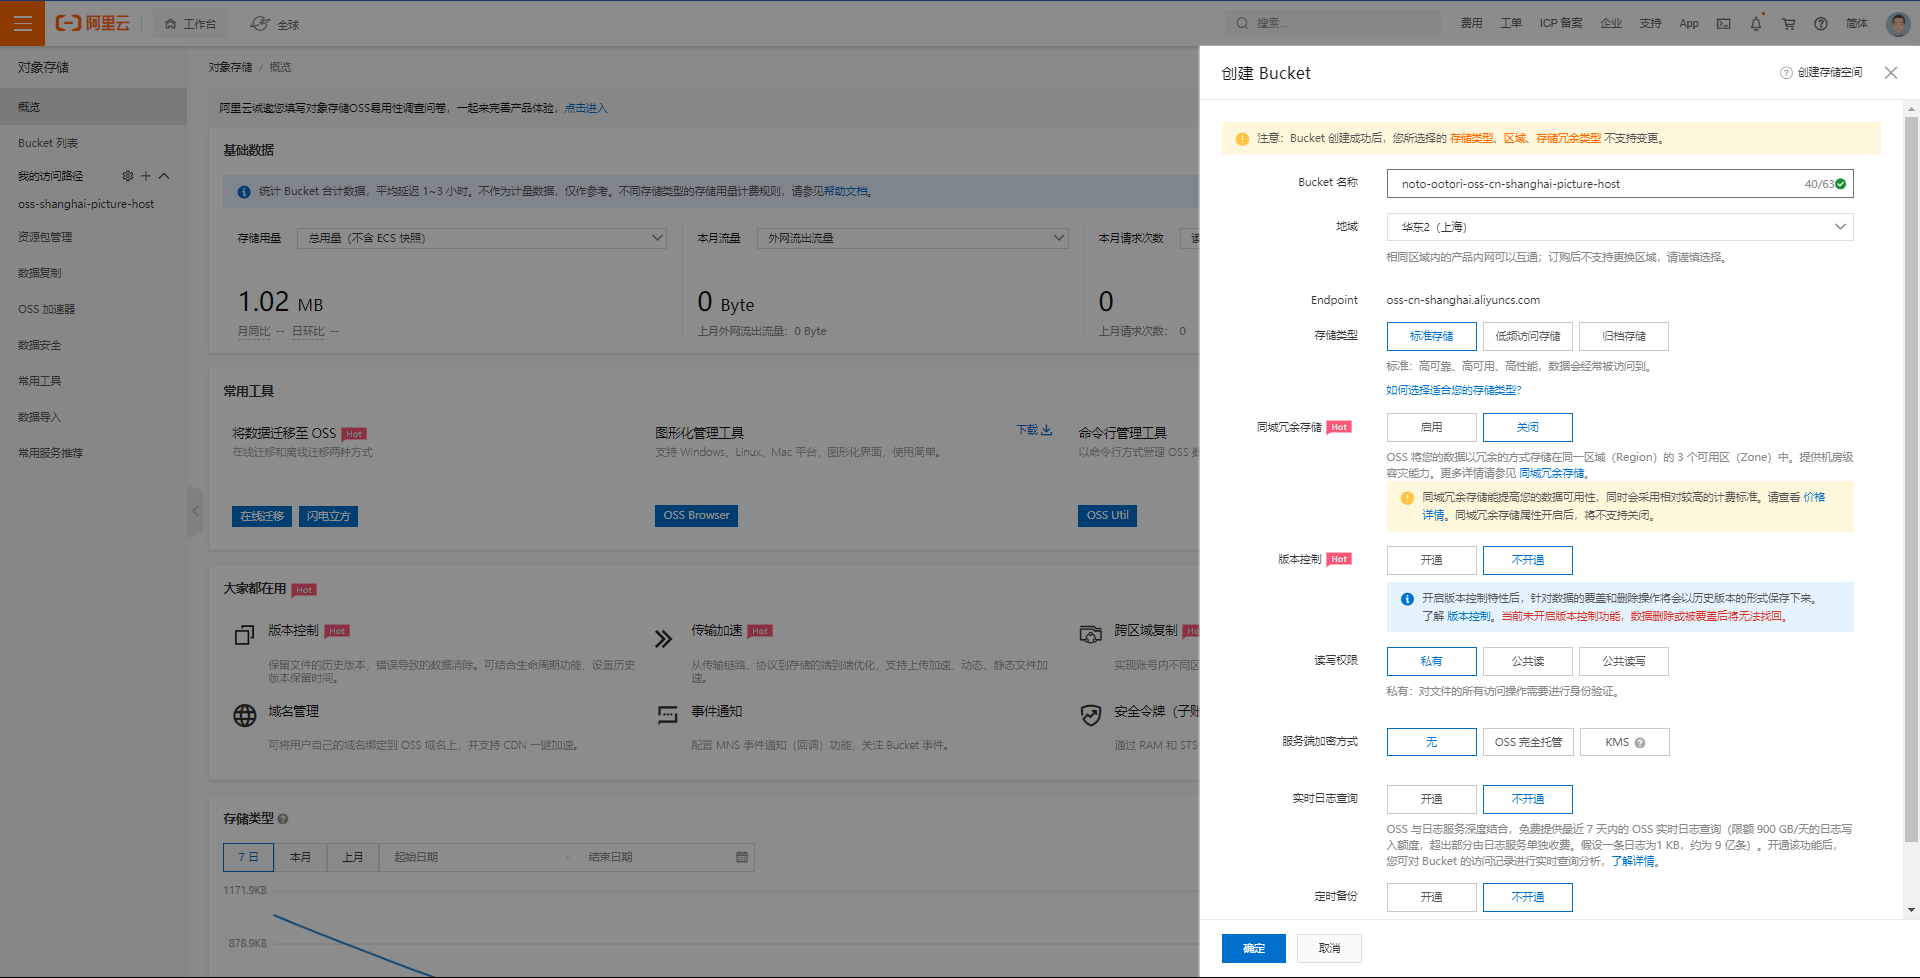 阿里云
工作台
全球
搜索...
费用
工单
ICP 备案
企业
支持
App
简体
对象存储
概览
Bucket 列表
我的访问路径
oss-shanghai-picture-host
资源包管理
数据复制
OSS 加速器
数据安全
常用工具
数据导入
常用服务推荐
对象存储 / 概览
阿里云诚邀您填写对象存储OSS易用性调查问卷，一起来完善产品体验，点击进入
基础数据
统计 Bucket 合计数据，平均延迟 1~3 小时。不作为计量数据，仅作参考。不同存储类型的存储用量计费规则，请参见帮助文档。
存储用量
总用量（不含 ECS 快照）
本月流量
外网流出流量
本月请求次数
1.02 MB
月同比 -- 日环比 --
0 Byte
上月外网流出流量：0 Byte
0
上月请求次数： 0
常用工具
将数据迁移至 OSS Hot
在线迁移和离线迁移两种方式
在线迁移
闪电立方
图形化管理工具
下载
支持 Windows、Linux、Mac 平台，图形化界面，使用简单。
OSS Browser
命令行管理工具
以命令行方式管理 OSS
OSS Util
大家都在用 Hot
版本控制 Hot
保留文件的历史版本，错误导致的数据清除。可结合生命周期功能，设置历史
版本保留时间。
传输加速 Hot
从传输链路、协议到存储的端到端优化，支持上传加速、动态、静态文件加
速。
跨区域复制
实现账号内不同区
域名管理
可将用户自己的域名绑定到 OSS 域名上，并支持 CDN 一键加速。
事件通知
配置 MNS 事件通知（回调）功能，关注 Bucket 事件。
安全令牌（子账
通过 RAM 和 STS
存储类型
7 日
本月
上月
起始日期
-
结束日期
1171.9KB
878.9KB
创建 Bucket
创建存储空间
注意：Bucket 创建成功后，您所选择的 存储类型、区域、存储冗余类型 不支持变更。
Bucket 名称
noto-ootori-oss-cn-shanghai-picture-host
40/63
地域
华东2（上海）
相同区域内的产品内网可以互通；订购后不支持更换区域，请谨慎选择。
Endpoint
oss-cn-shanghai.aliyuncs.com
存储类型
标准存储
低频访问存储
归档存储
标准：高可靠、高可用、高性能，数据会经常被访问到。
如何选择适合您的存储类型?
同城冗余存储 Hot
启用
关闭
OSS 将您的数据以冗余的方式存储在同一区域（Region）的 3 个可用区（Zone）中。提供机房级
容灾能力。更多详情请参见 同城冗余存储。
同城冗余存储能提高您的数据可用性，同时会采用相对较高的计费标准。请查看 价格
详情。同城冗余存储属性开启后，将不支持关闭。
版本控制 Hot
开通
不开通
开启版本控制特性后，针对数据的覆盖和删除操作将会以历史版本的形式保存下来。
了解 版本控制。当前未开启版本控制功能，数据删除或被覆盖后将无法找回。
读写权限
私有
公共读
公共读写
私有：对文件的所有访问操作需要进行身份验证。
服务端加密方式
无
OSS 完全托管
KMS
实时日志查询
开通
不开通
OSS 与日志服务深度结合，免费提供最近 7 天内的 OSS 实时日志查询（限额 900 GB/天的日志写
入额度，超出部分由日志服务单独收费。假设一条日志为1 KB，约为 9 亿条）。开通该功能后，
您可对 Bucket 的访问记录进行实时查询分析，了解详情。
定时备份
开通
不开通
确定
取消